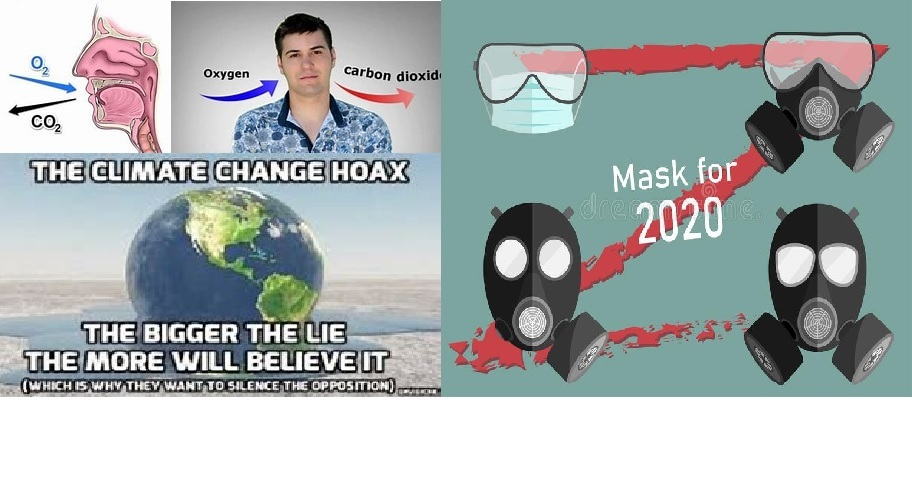 O2
CO2
Oxygen
carbon dioxide
THE CLIMATE CHANGE HOAX
THE BIGGER THE LIE
THE MORE WILL BELIEVE IT
(WHICH IS WHY THEY WANT TO SILENCE THE OPPOSITION)
Mask for
2020